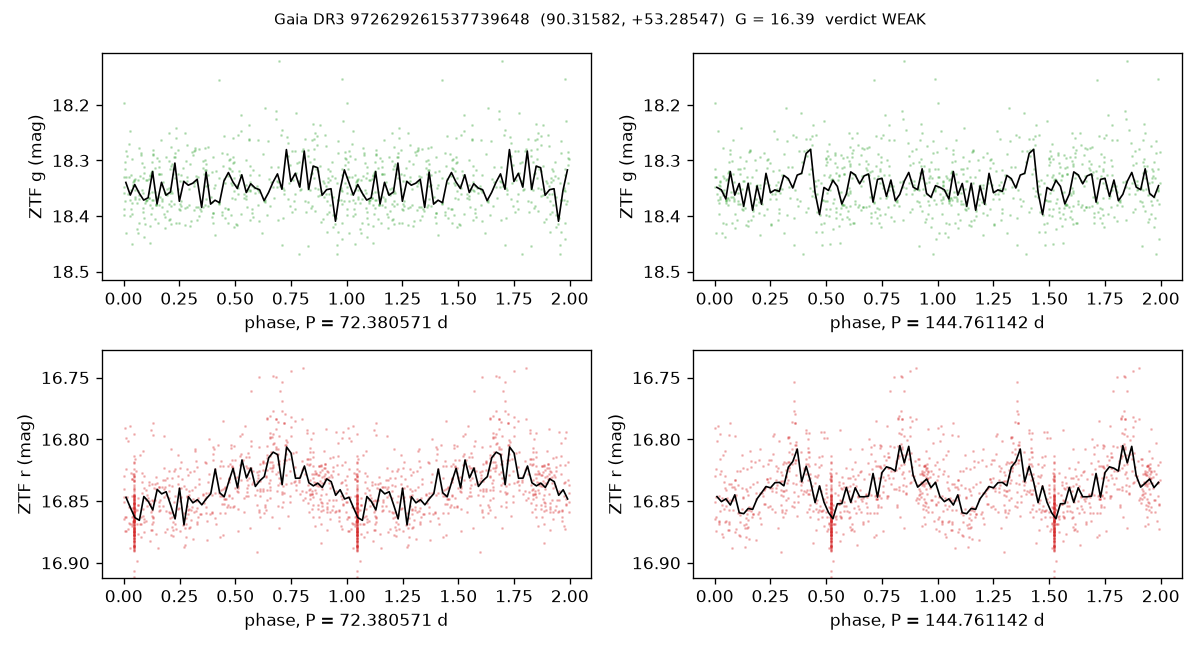 Gaia DR3 972629261537739648 (90.31582, +53.28547) G = 16.39 verdict WEAK
ZTF g (mag)
18.2
18.3
18.4
18.5
0.00 0.25 0.50 0.75 1.00 1.25 1.50 1.75 2.00
phase, P = 72.380571 d
ZTF g (mag)
18.2
18.3
18.4
18.5
0.00 0.25 0.50 0.75 1.00 1.25 1.50 1.75 2.00
phase, P = 144.761142 d
ZTF r (mag)
16.75
16.80
16.85
16.90
0.00 0.25 0.50 0.75 1.00 1.25 1.50 1.75 2.00
phase, P = 72.380571 d
ZTF r (mag)
16.75
16.80
16.85
16.90
0.00 0.25 0.50 0.75 1.00 1.25 1.50 1.75 2.00
phase, P = 144.761142 d